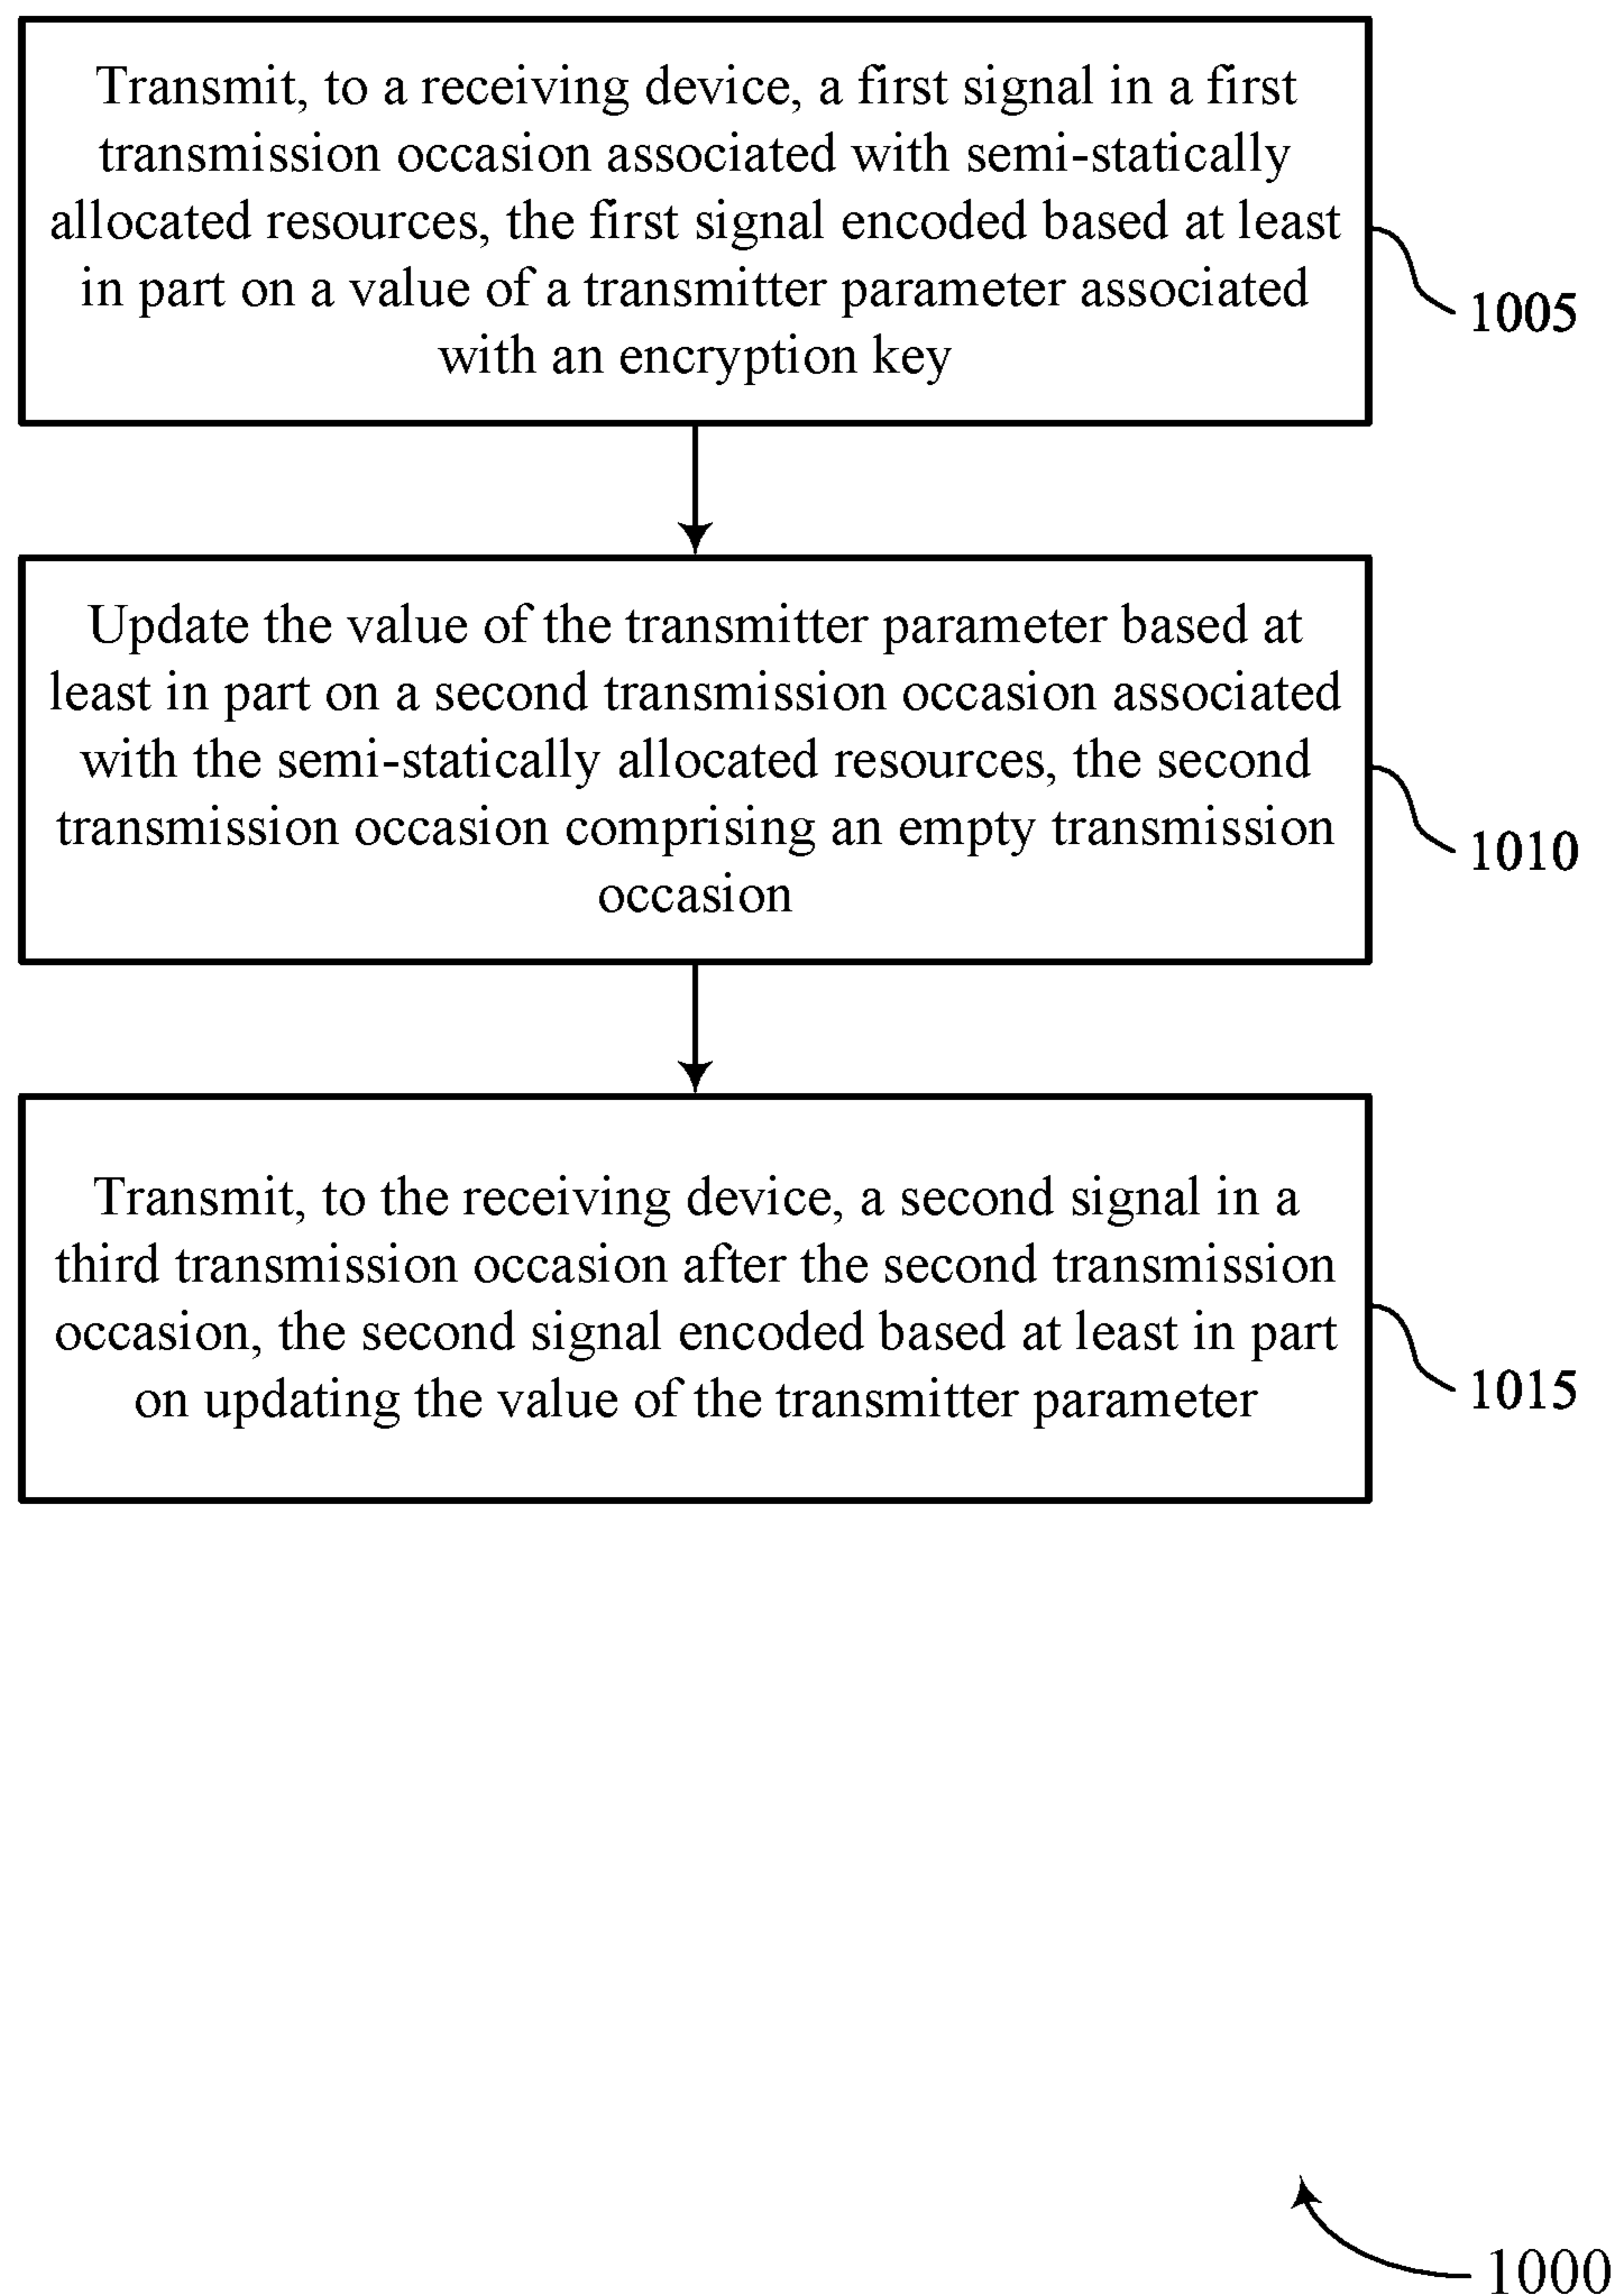 Transmit, to a receiving device, a first signal in a first
transmission occasion associated with semi-statically
allocated resources, the first signal encoded based at least
in part on a value of a transmitter parameter associated
with an encryption key
1005
Update the value of the transmitter parameter based at
least in part on a second transmission occasion associated
with the semi-statically allocated resources, the second
transmission occasion comprising an empty transmission
occasion
1010
Transmit, to the receiving device, a second signal in a
third transmission occasion after the second transmission
occasion, the second signal encoded based at least in part
on updating the value of the transmitter parameter
1015
1000